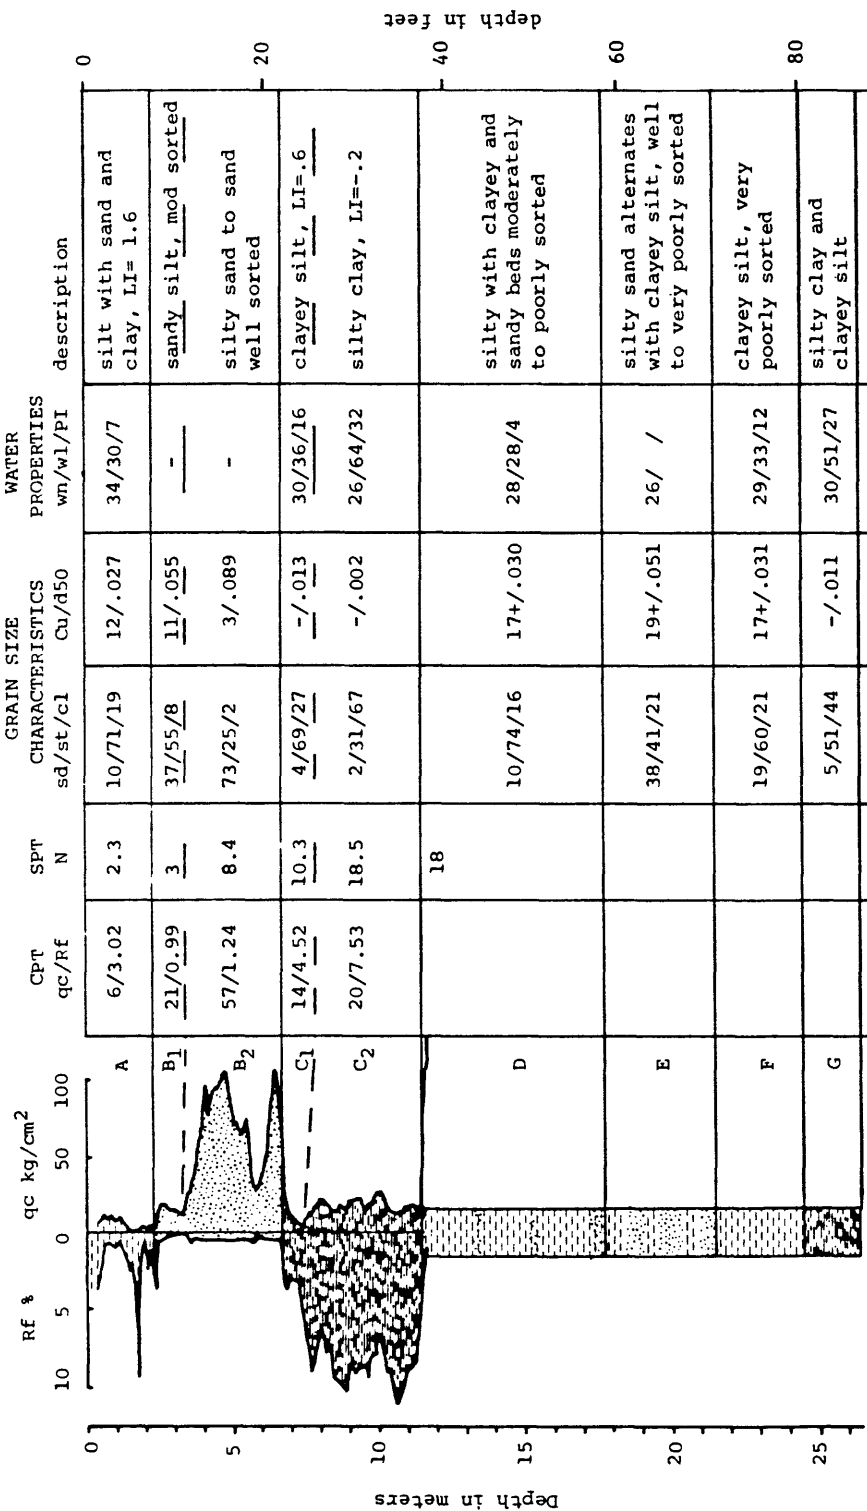 GRAIN SIZE WATER
CPT SPT CHARACTERISTICS PROPERTIES
Rf % qc kg/cm2 qc/Rf N sd/st/cl Cu/d50 wn/wl/PI description
10 5 0 50 100
A 6/3.02 2.3 10/71/19 12/.027 34/30/7 silt with sand and
clay, LI= 1.6
B1 21/0.99 3 37/55/8 11/.055 - sandy silt, mod sorted
B2 57/1.24 8.4 73/25/2 3/.089 - silty sand to sand
well sorted
C1 14/4.52 10.3 4/69/27 -/.013 30/36/16 clayey silt, LI=.6
C2 20/7.53 18.5 2/31/67 -/.002 26/64/32 silty clay, LI=-.2
18
D 10/74/16 17+/.030 28/28/4 silty with clayey and
sandy beds moderately
to poorly sorted
E 38/41/21 19+/.051 26/ / silty sand alternates
with clayey silt, well
to very poorly sorted
F 19/60/21 17+/.031 29/33/12 clayey silt, very
poorly sorted
G 5/51/44 -/.011 30/51/27 silty clay and
clayey silt
Depth in meters
0
5
10
15
20
25
depth in feet
0
20
40
60
80